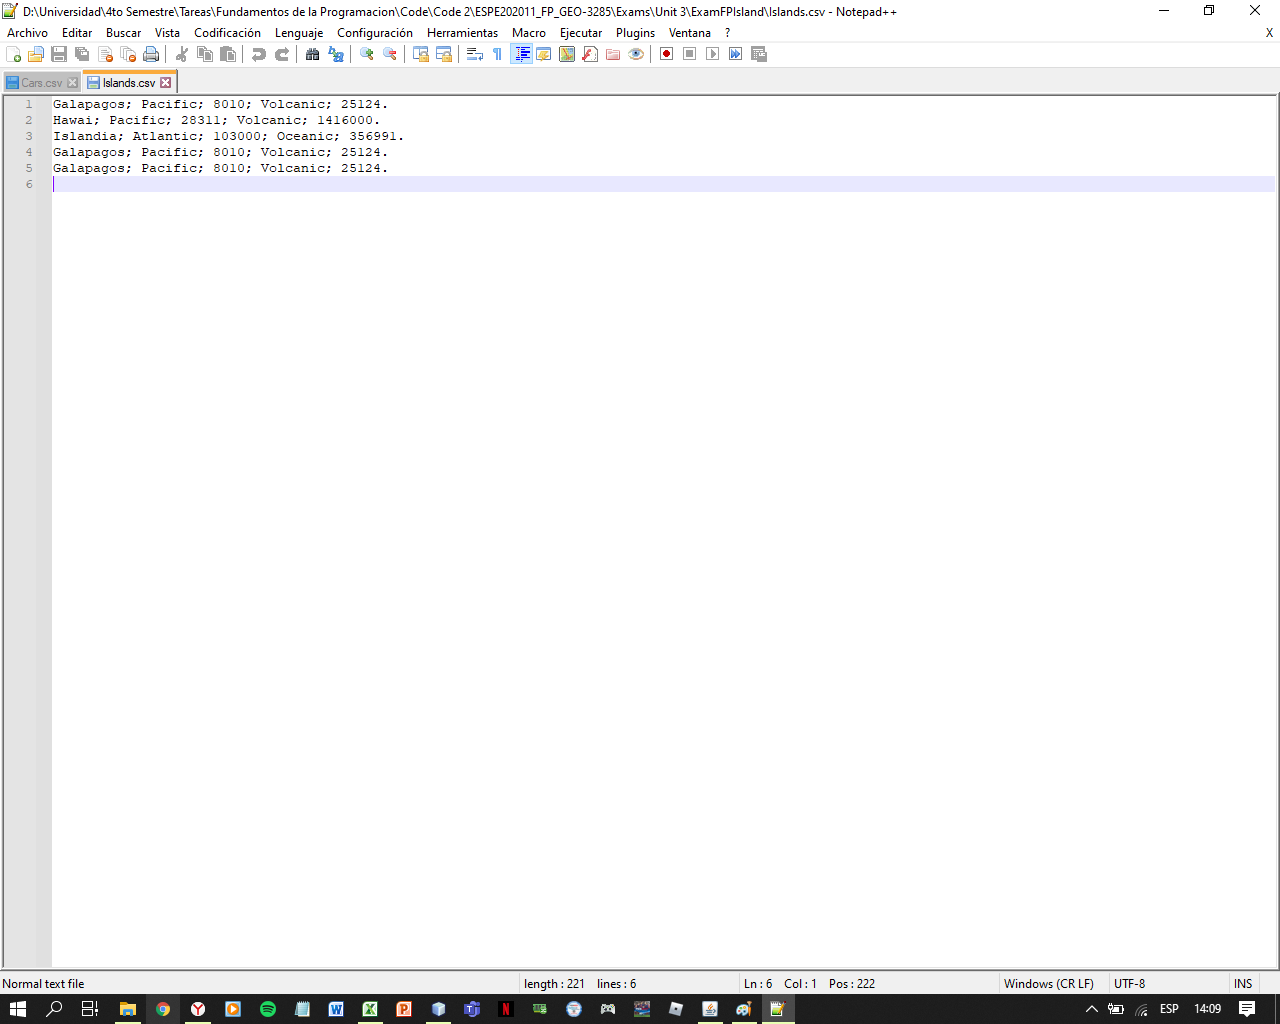 D:\Universidad\4to Semestre\Tareas\Fundamentos de la Programacion\Code\Code 2\ESPE202011_FP_GEO-3285\Exams\Unit 3\ExamFPIsland\Islands.csv - Notepad++
Archivo Editar Buscar Vista Codificación Lenguaje Configuración Herramientas Macro Ejecutar Plugins Ventana ? X
Cars.csv Islands.csv
1 Galapagos; Pacific; 8010; Volcanic; 25124.
2 Hawai; Pacific; 28311; Volcanic; 1416000.
3 Islandia; Atlantic; 103000; Oceanic; 356991.
4 Galapagos; Pacific; 8010; Volcanic; 25124.
5 Galapagos; Pacific; 8010; Volcanic; 25124.
6
Normal text file length : 221 lines : 6 Ln : 6 Col : 1 Pos : 222 Windows (CR LF) UTF-8 INS
ESP 14:09